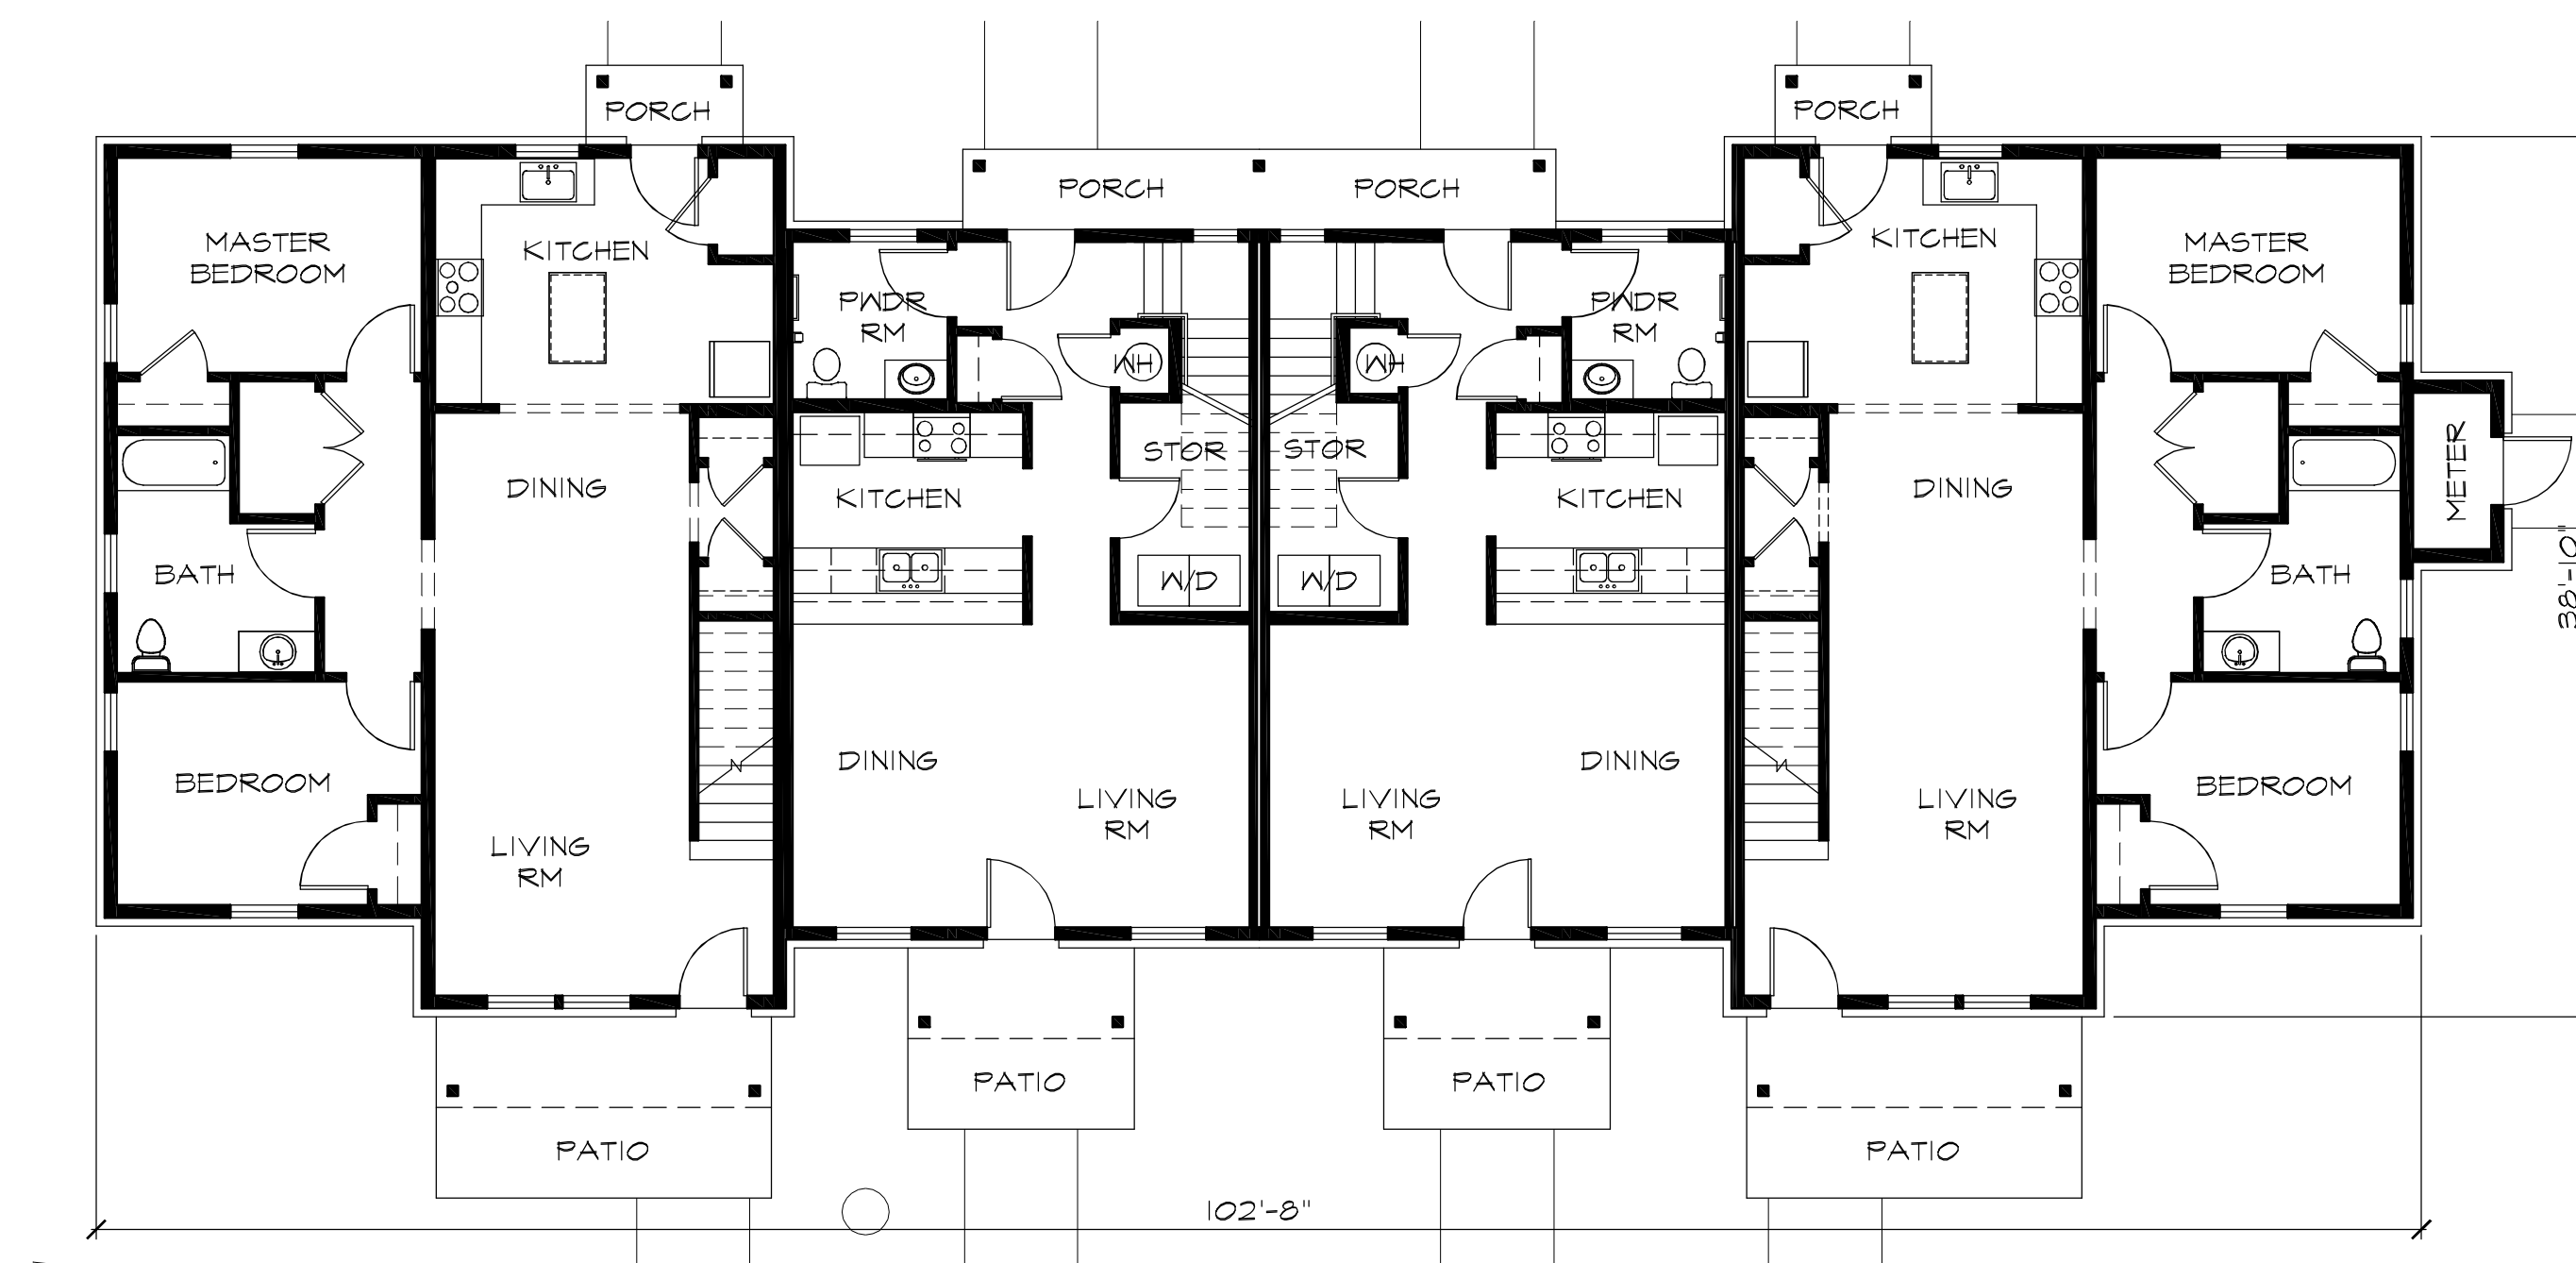 PORCH
PORCH
PORCH
PORCH
MASTER
BEDROOM
KITCHEN
KITCHEN
MASTER
BEDROOM
PWDR
RM
WH
WH
PWDR
RM
STOR
STOR
KITCHEN
KITCHEN
DINING
DINING
METER
BATH
W/D
W/D
BATH
38'-10"
DINING
DINING
BEDROOM
BEDROOM
LIVING
RM
LIVING
RM
LIVING
RM
LIVING
RM
PATIO
PATIO
PATIO
PATIO
102'-8"